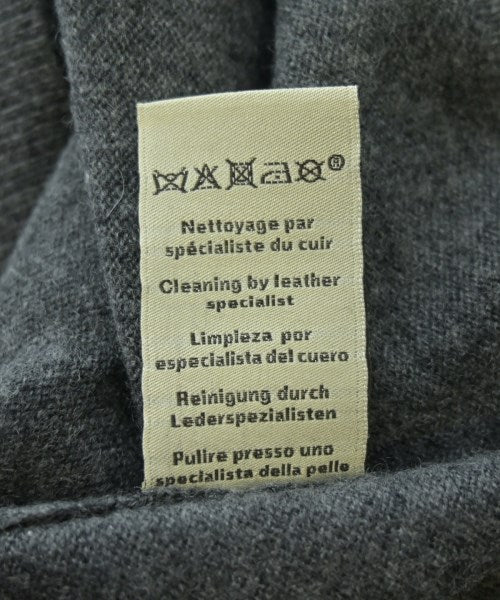 Nettoyage par
spécialiste du cuir
Cleaning by leather
specialist
Limpieza por
especialista del cuero
Reinigung durch
Lederspezialisten
Pulire presso uno
specialista della pelle